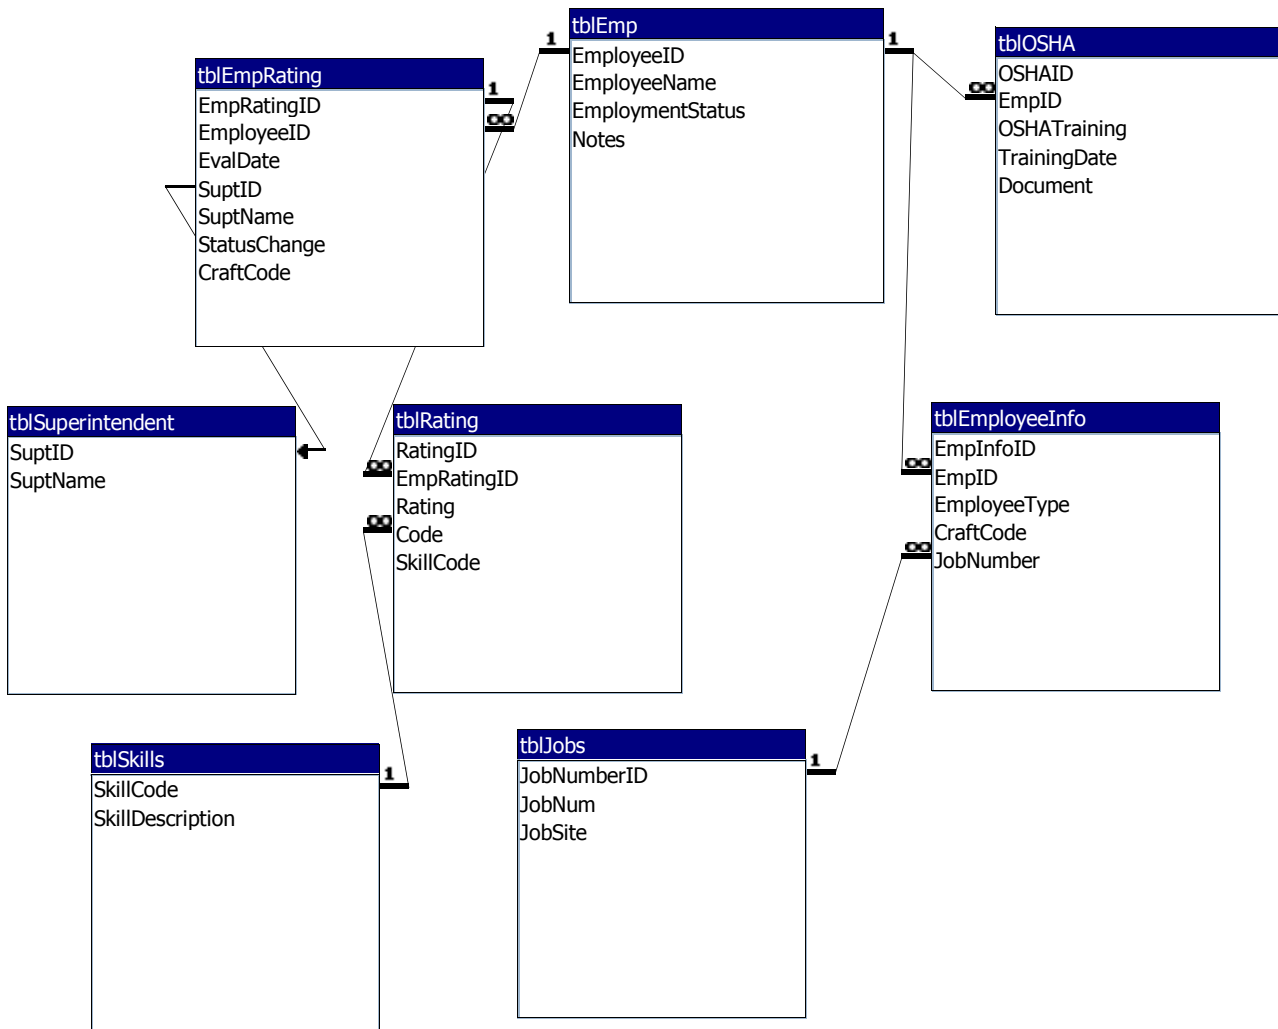 tblEmpRating
EmpRatingID
EmployeeID
EvalDate
SuptID
SuptName
StatusChange
CraftCode
1
∞
1
tblEmp
EmployeeID
EmployeeName
EmploymentStatus
Notes
1
∞
tblOSHA
OSHAID
EmpID
OSHATraining
TrainingDate
Document
tblSuperintendent
SuptID
SuptName
∞
∞
tblRating
RatingID
EmpRatingID
Rating
Code
SkillCode
∞
∞
tblEmployeeInfo
EmpInfoID
EmpID
EmployeeType
CraftCode
JobNumber
tblSkills
SkillCode
SkillDescription
1
tblJobs
JobNumberID
JobNum
JobSite
1